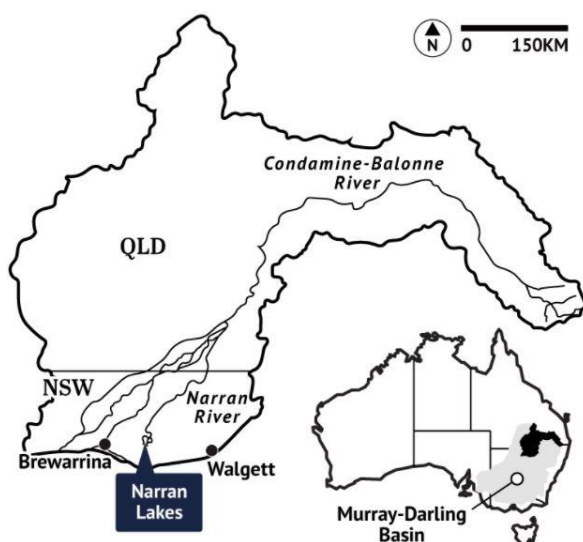 N
0 150KM
Condamine-Balonne
River
QLD
NSW
Narran
River
Brewarrina
Walgett
Narran
Lakes
Murray-Darling
Basin